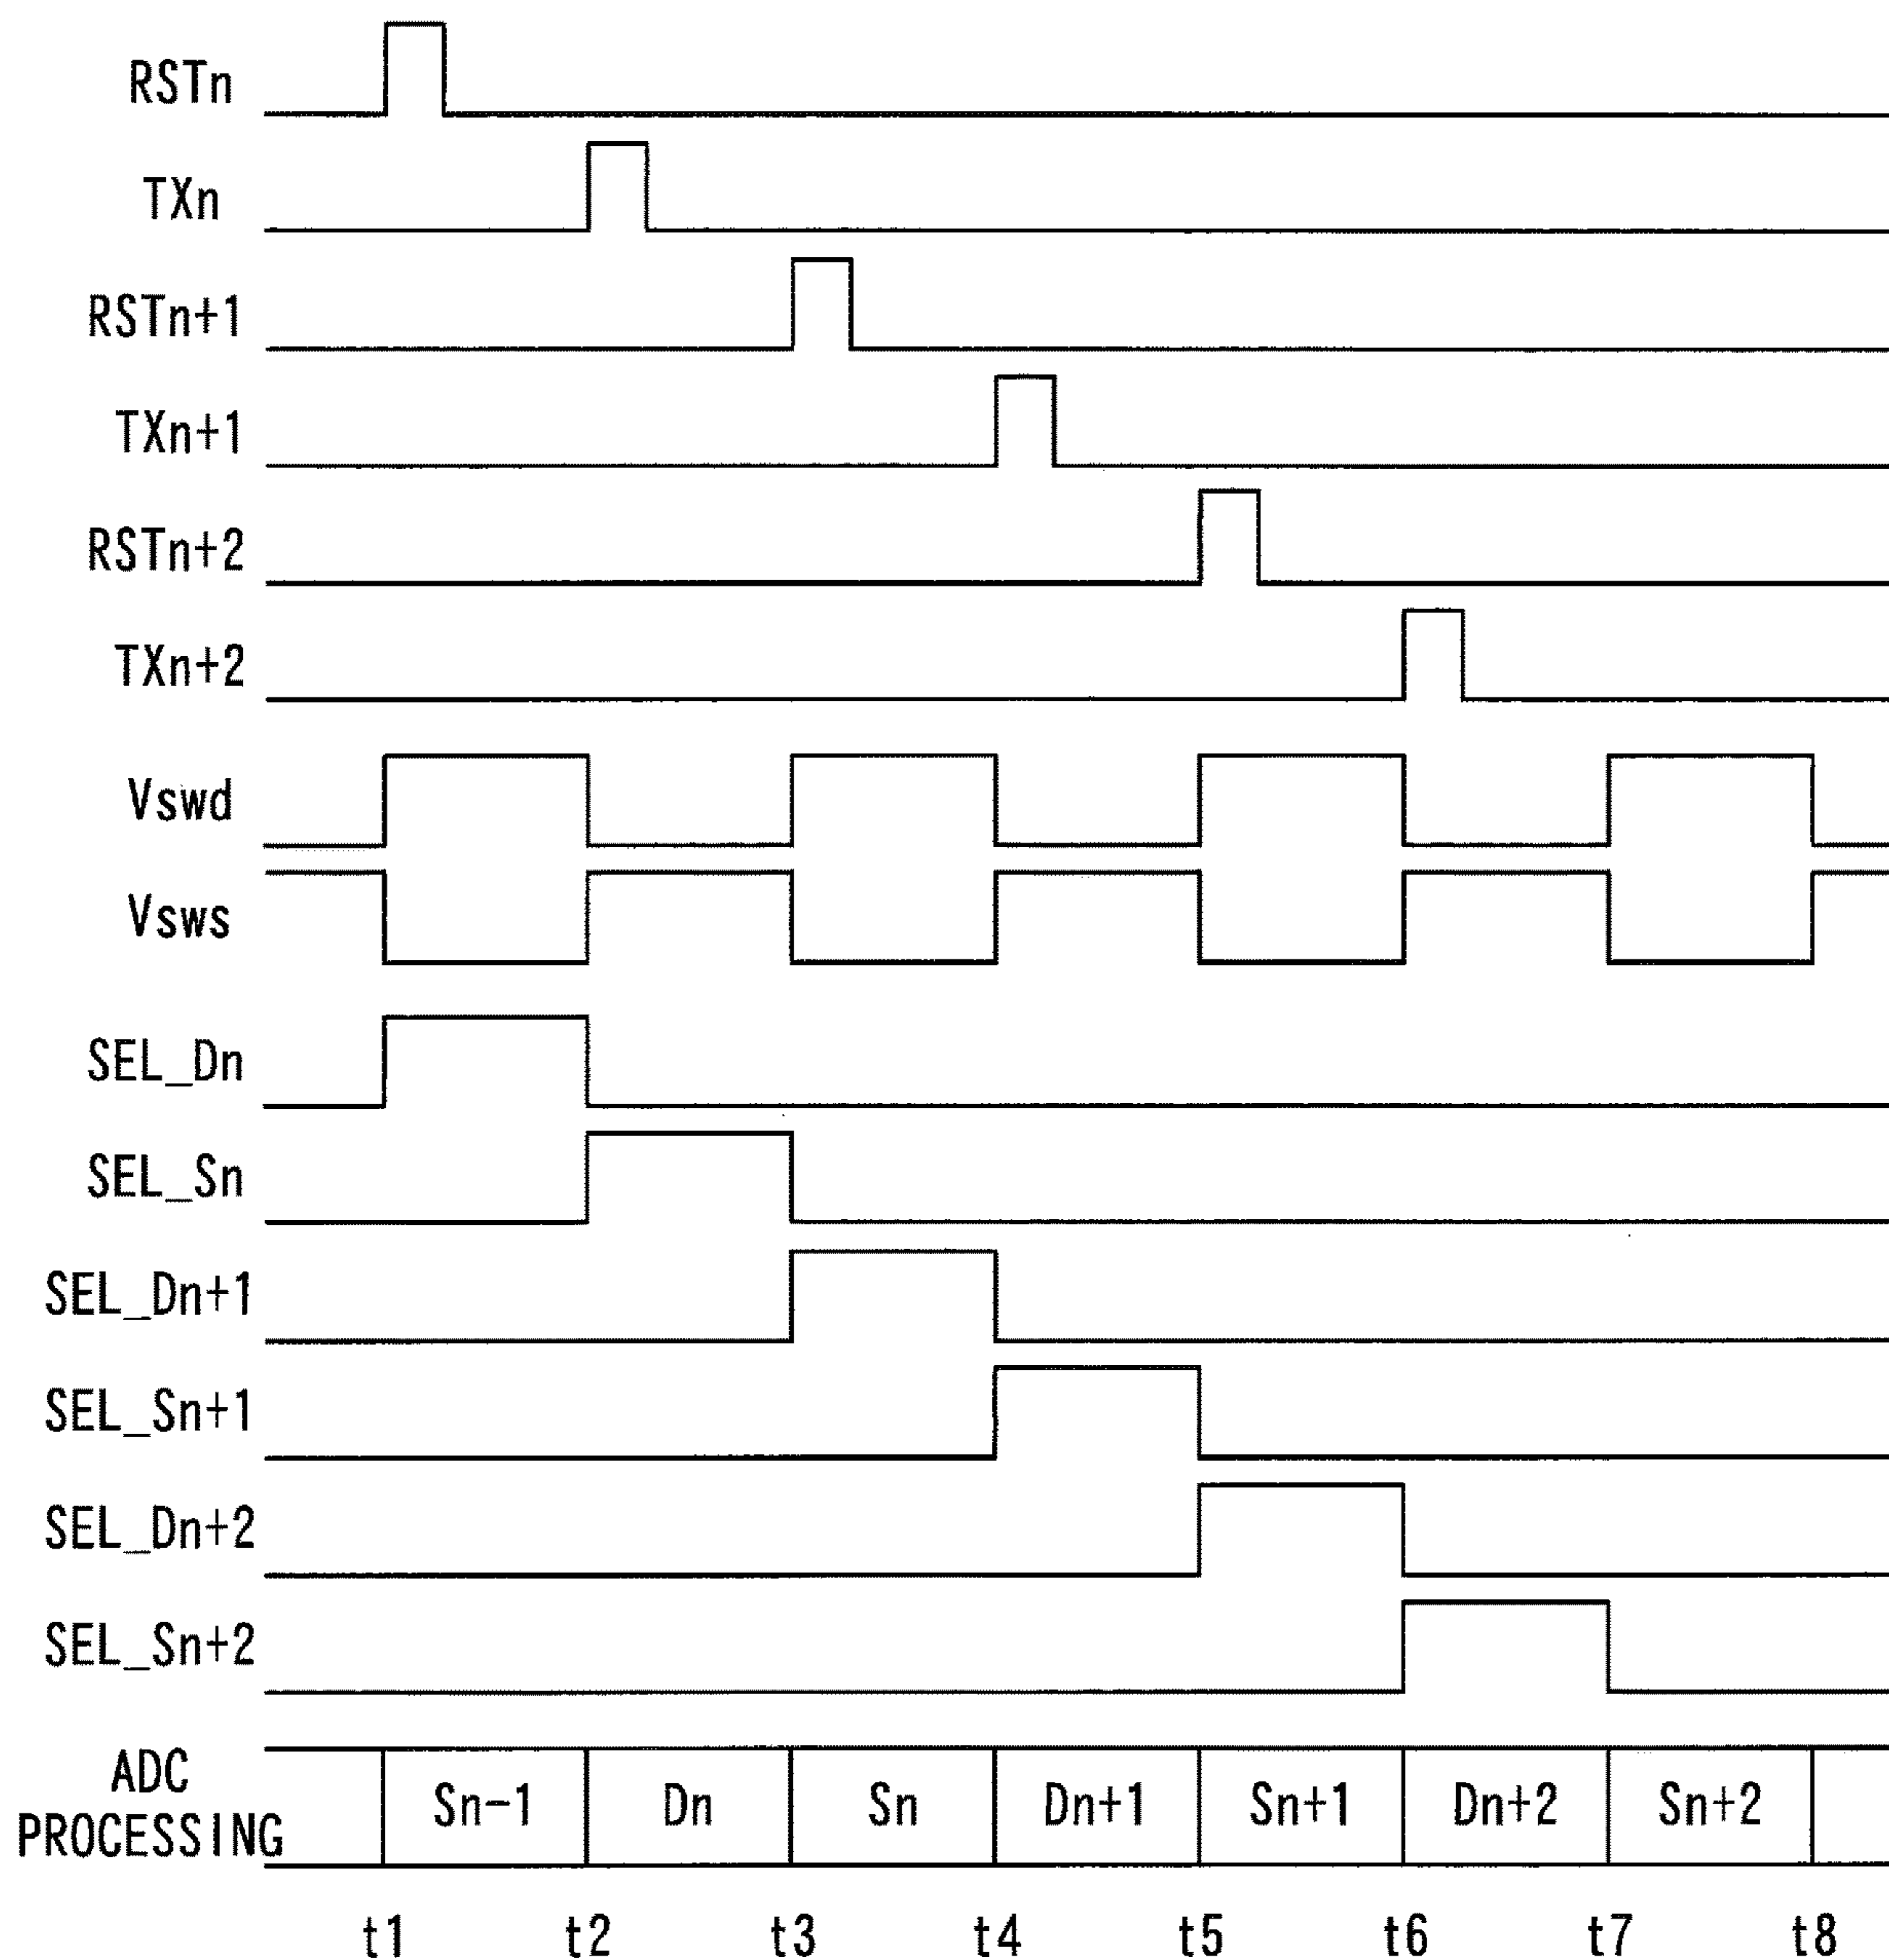 RSTn
TXn
RSTn+1
TXn+1
RSTn+2
TXn+2
Vswd
Vsws
SEL_Dn
SEL_Sn
SEL_Dn+1
SEL_Sn+1
SEL_Dn+2
SEL_Sn+2
ADC
PROCESSING
Sn-1 Dn Sn Dn+1 Sn+1 Dn+2 Sn+2
t1 t2 t3 t4 t5 t6 t7 t8